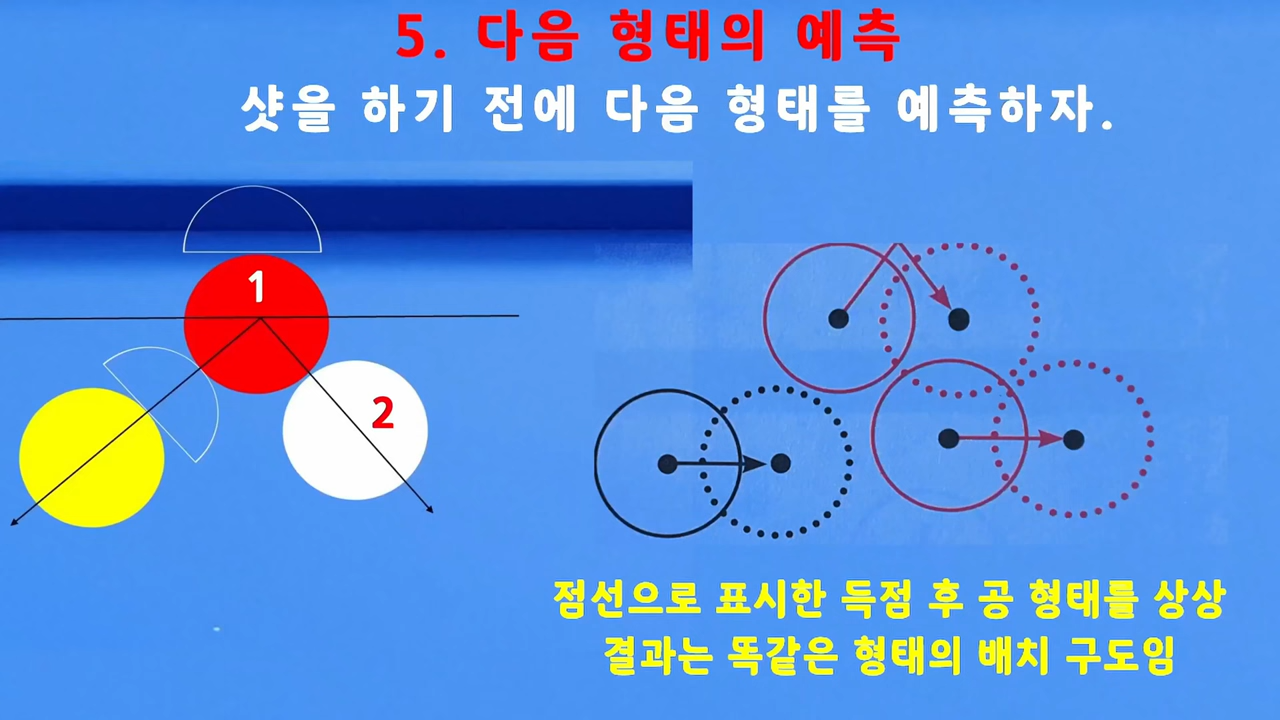 5. 다음 형태의 예측
샷을 하기 전에 다음 형태를 예측하자.
1
2
점선으로 표시한 득점 후 공 형태를 상상
결과는 똑같은 형태의 배치 구도임